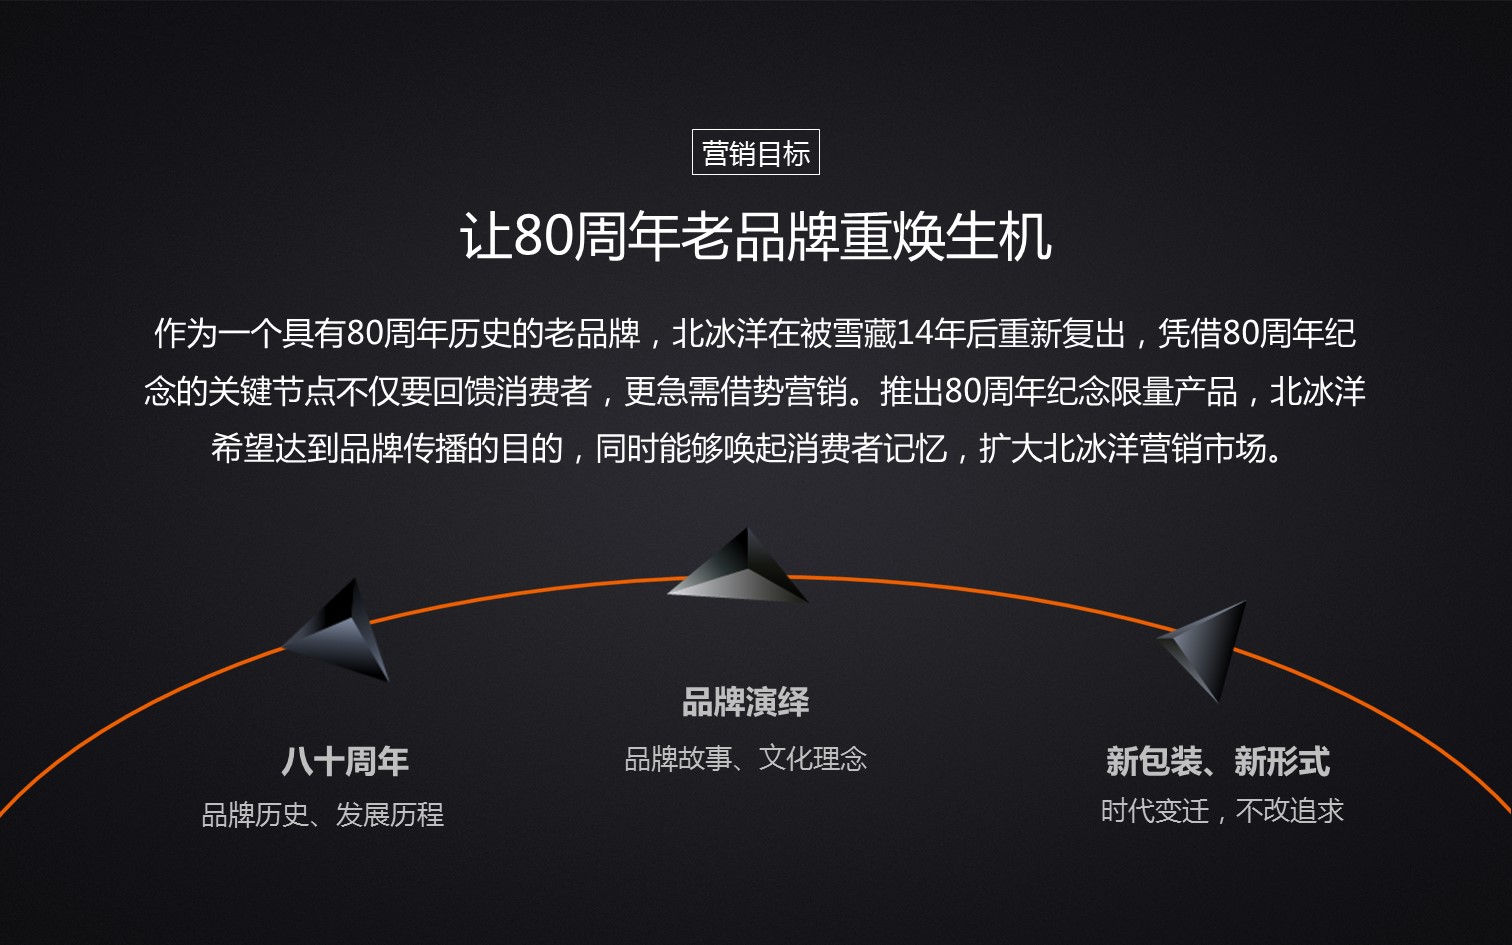 营销目标
让80周年老品牌重焕生机
作为一个具有80周年历史的老品牌，北冰洋在被雪藏14年后重新复出，凭借80周年纪
念的关键节点不仅要回馈消费者，更急需借势营销。推出80周年纪念限量产品，北冰洋
希望达到品牌传播的目的，同时能够唤起消费者记忆，扩大北冰洋营销市场。
八十周年
品牌历史、发展历程
品牌演绎
品牌故事、文化理念
新包装、新形式
时代变迁，不改追求